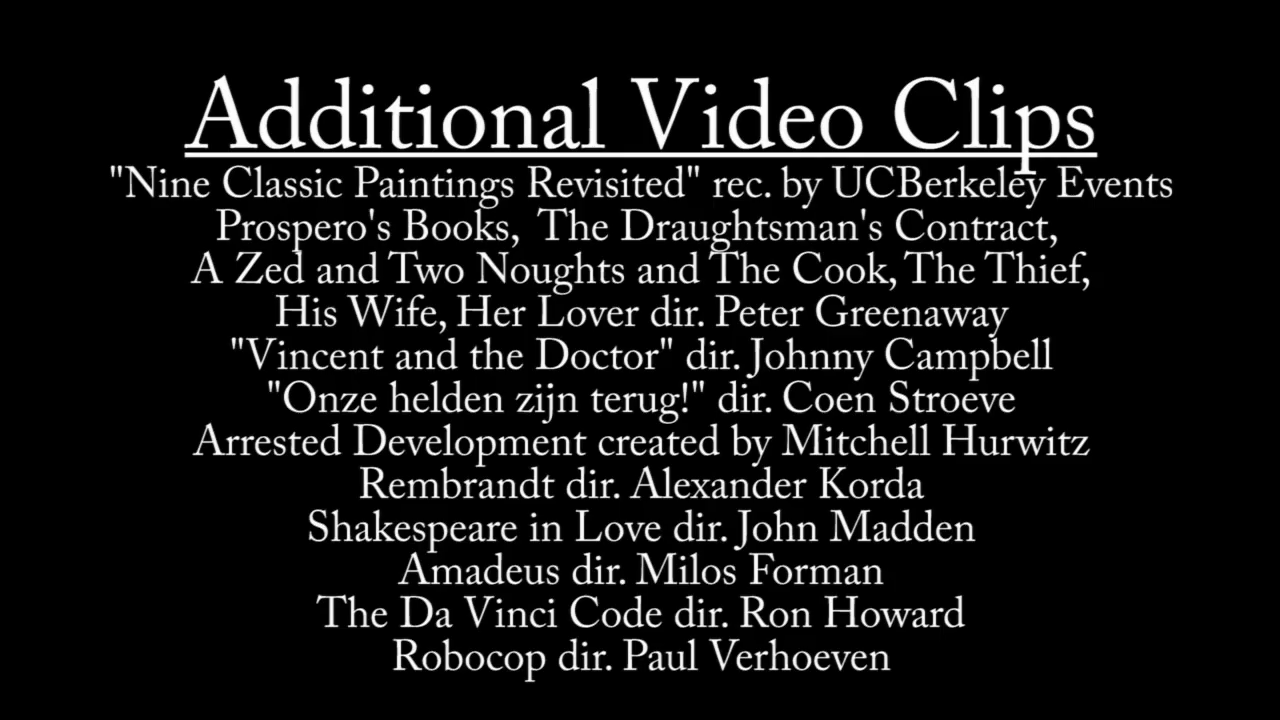 Additional Video Clips
"Nine Classic Paintings Revisited" rec. by UCBerkeley Events
Prospero's Books, The Draughtsman's Contract,
A Zed and Two Noughts and The Cook, The Thief,
His Wife, Her Lover dir. Peter Greenaway
"Vincent and the Doctor" dir. Johnny Campbell
"Onze helden zijn terug!" dir. Coen Stroeve
Arrested Development created by Mitchell Hurwitz
Rembrandt dir. Alexander Korda
Shakespeare in Love dir. John Madden
Amadeus dir. Milos Forman
The Da Vinci Code dir. Ron Howard
Robocop dir. Paul Verhoeven